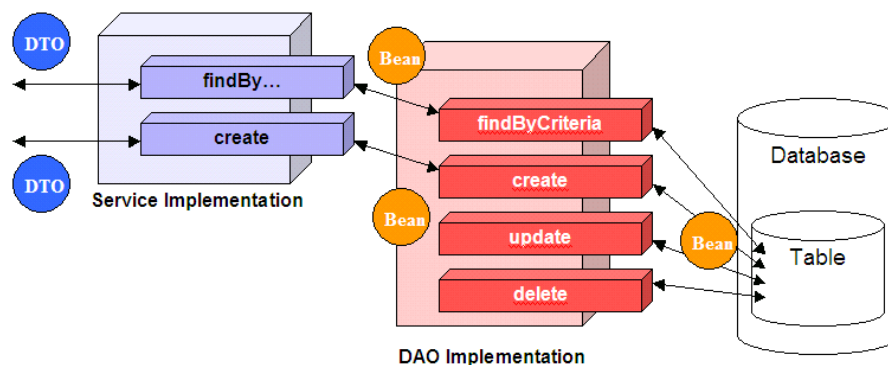 DTO
findBy...
create
DTO
Service Implementation
Bean
findByCriteria
create
Bean
update
Bean
delete
DAO Implementation
Database
Table